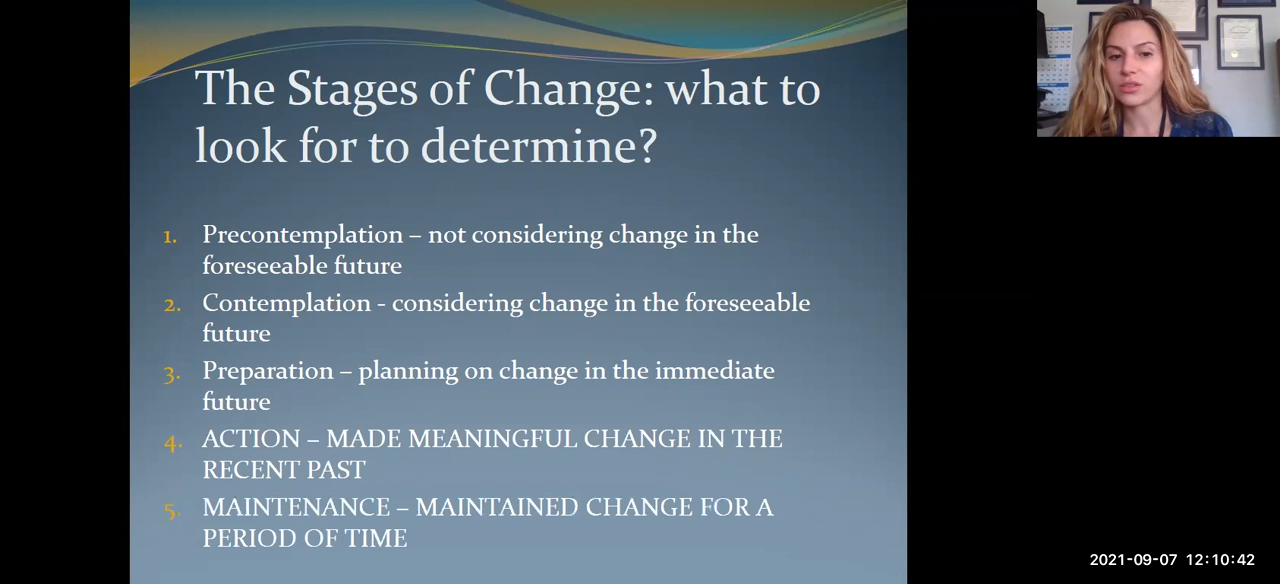 The Stages of Change: what to
look for to determine?
1. Precontemplation – not considering change in the
foreseeable future
2. Contemplation - considering change in the foreseeable
future
3. Preparation – planning on change in the immediate
future
4. ACTION – MADE MEANINGFUL CHANGE IN THE
RECENT PAST
5. MAINTENANCE – MAINTAINED CHANGE FOR A
PERIOD OF TIME
2021-09-07 12:10:42